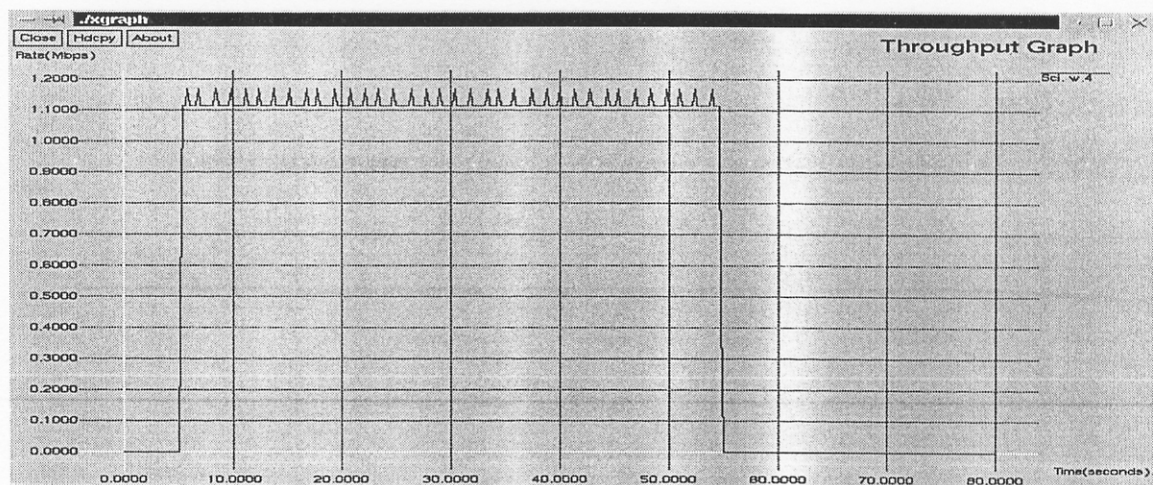 ./xgraph
Close Hdcpy About
Rate(Mbps)
Throughput Graph
Sci. w.4
1.2000
1.1000
1.0000
0.9000
0.8000
0.7000
0.6000
0.5000
0.4000
0.3000
0.2000
0.1000
0.0000
Time(seconds)
0.0000 10.0000 20.0000 30.0000 40.0000 50.0000 60.0000 70.0000 80.0000